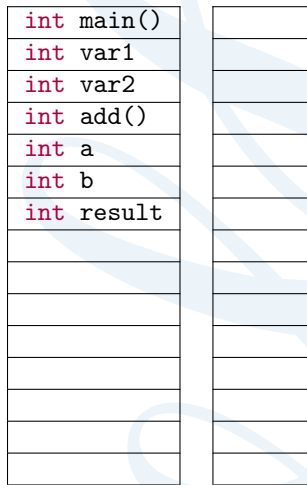 int main()
int var1
int var2
int add()
int a
int b
int result